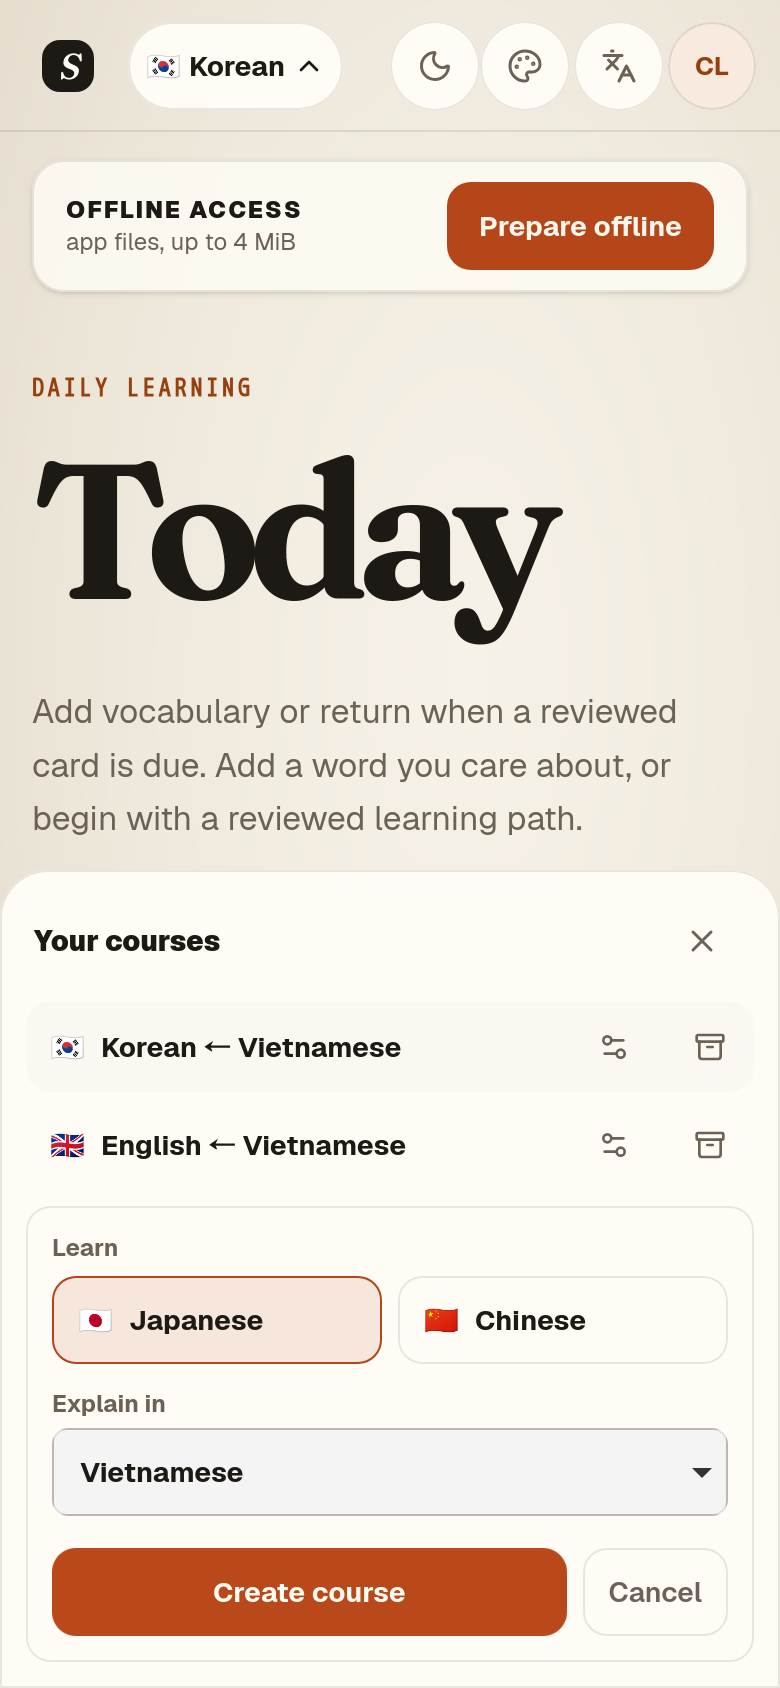 S
Korean
CL
OFFLINE ACCESS
app files, up to 4 MiB
Prepare offline
DAILY LEARNING
Today
Add vocabulary or return when a reviewed
card is due. Add a word you care about, or
begin with a reviewed learning path.
Your courses
Korean ← Vietnamese
English ← Vietnamese
Learn
Japanese
Chinese
Explain in
Vietnamese
Create course
Cancel